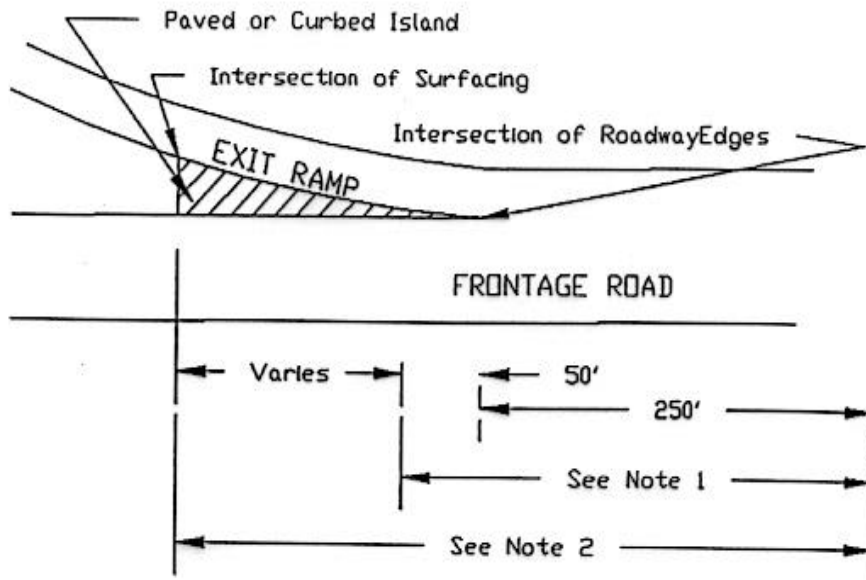 Paved or Curbed Island
Intersection of Surfacing
Intersection of RoadwayEdges
EXIT RAMP
FRONTAGE ROAD
Varies
50'
250'
See Note 1
See Note 2